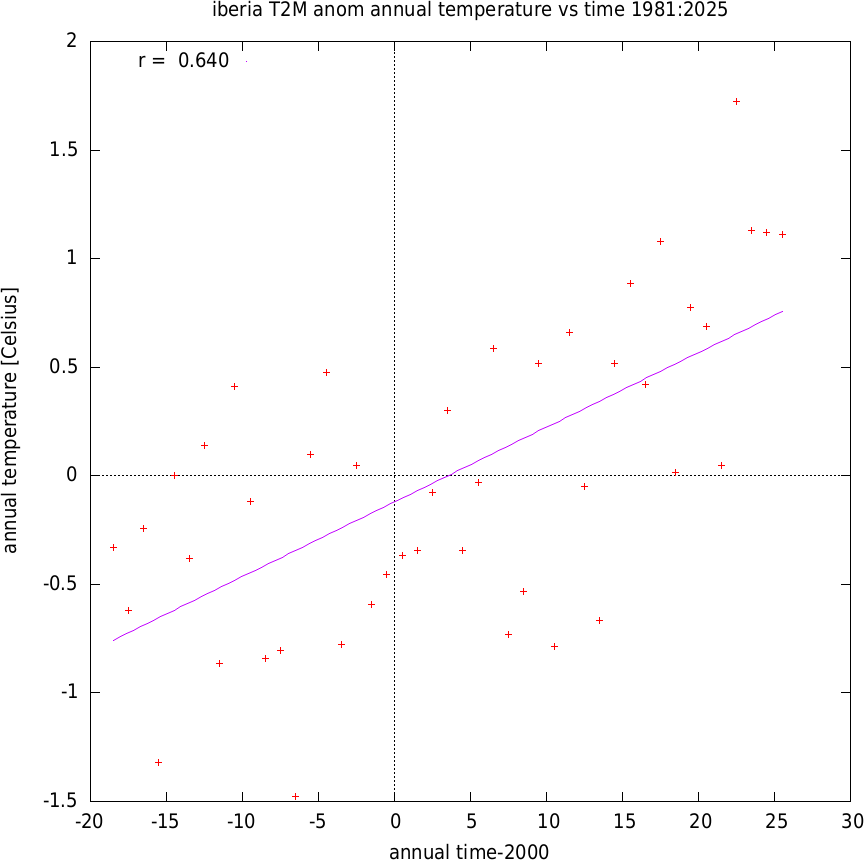 iberia T2M anom annual temperature vs time 1981:2025
r = 0.640
2
1.5
1
0.5
0
-0.5
-1
-1.5
annual temperature [Celsius]
-20 -15 -10 -5 0 5 10 15 20 25 30
annual time-2000